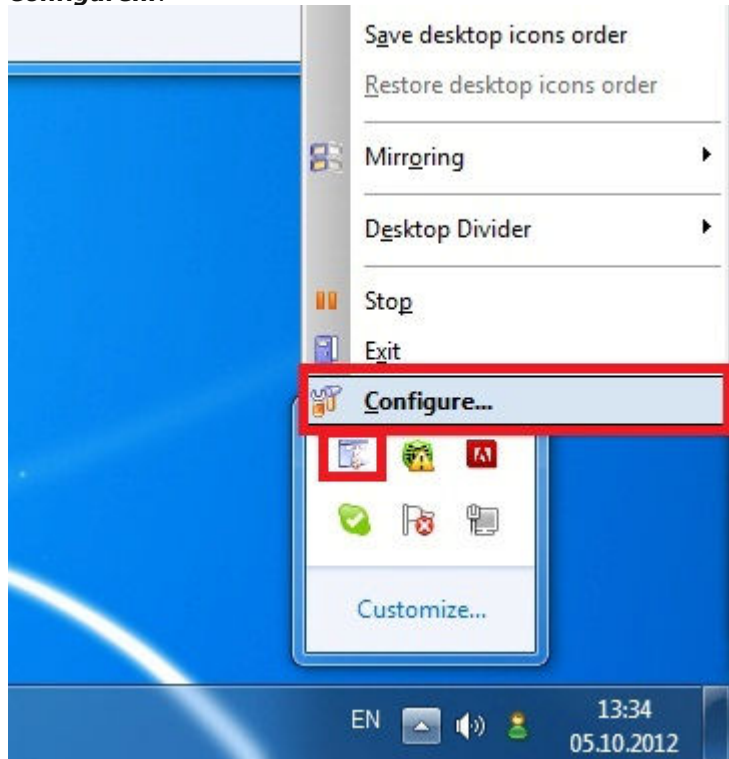 Configure...
Save desktop icons order
Restore desktop icons order
Mirroring
Desktop Divider
Stop
Exit
Configure...
Customize...
EN
13:34
05.10.2012